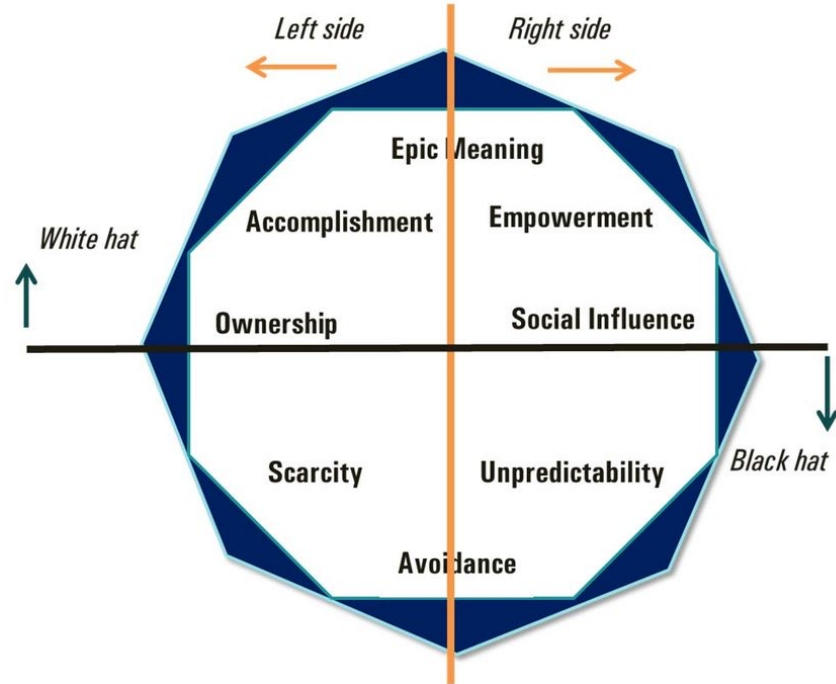 Left side
Right side
Epic Meaning
Accomplishment
Empowerment
White hat
Ownership
Social Influence
Scarcity
Unpredictability
Black hat
Avoidance